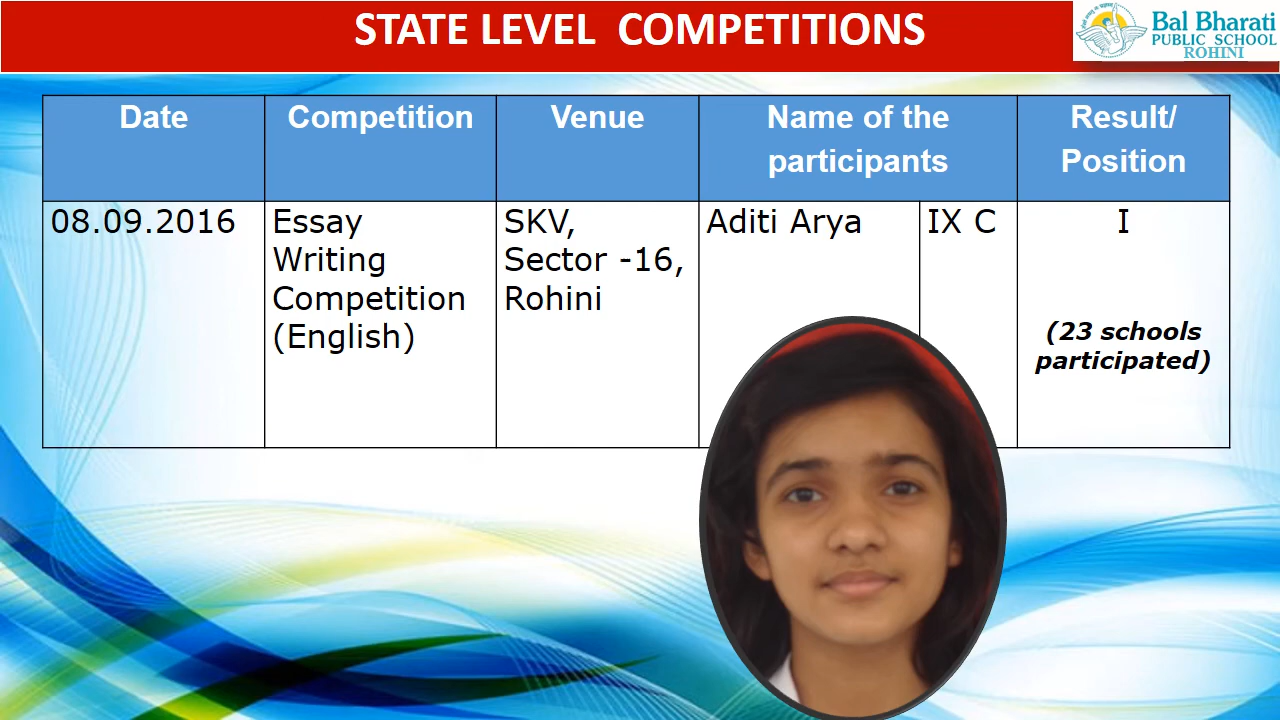 STATE LEVEL COMPETITIONS
Bal Bharati
PUBLIC SCHOOL
ROHINI
Date
Competition
Venue
Name of the
participants
Result/
Position
08.09.2016
Essay
Writing
Competition
(English)
SKV,
Sector -16,
Rohini
Aditi Arya
IX C
I
(23 schools
participated)